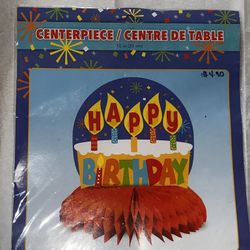 CENTERPIECE / CENTRE DE TABLE
$4.90
HAPPY
BIRTHDAY